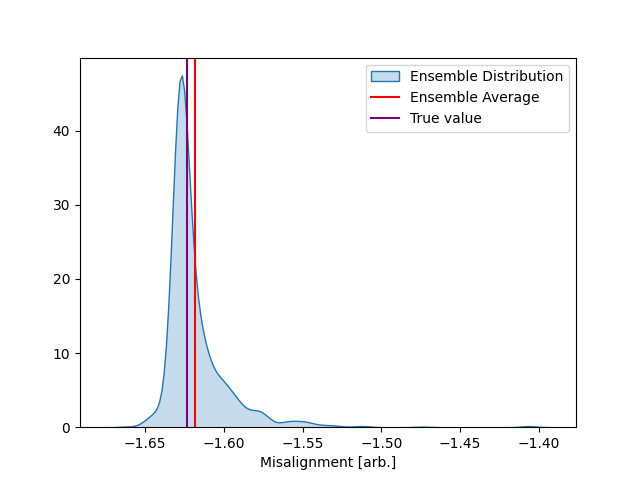 Ensemble Distribution
Ensemble Average
True value
40
30
20
10
0
−1.65 −1.60 −1.55 −1.50 −1.45 −1.40
Misalignment [arb.]